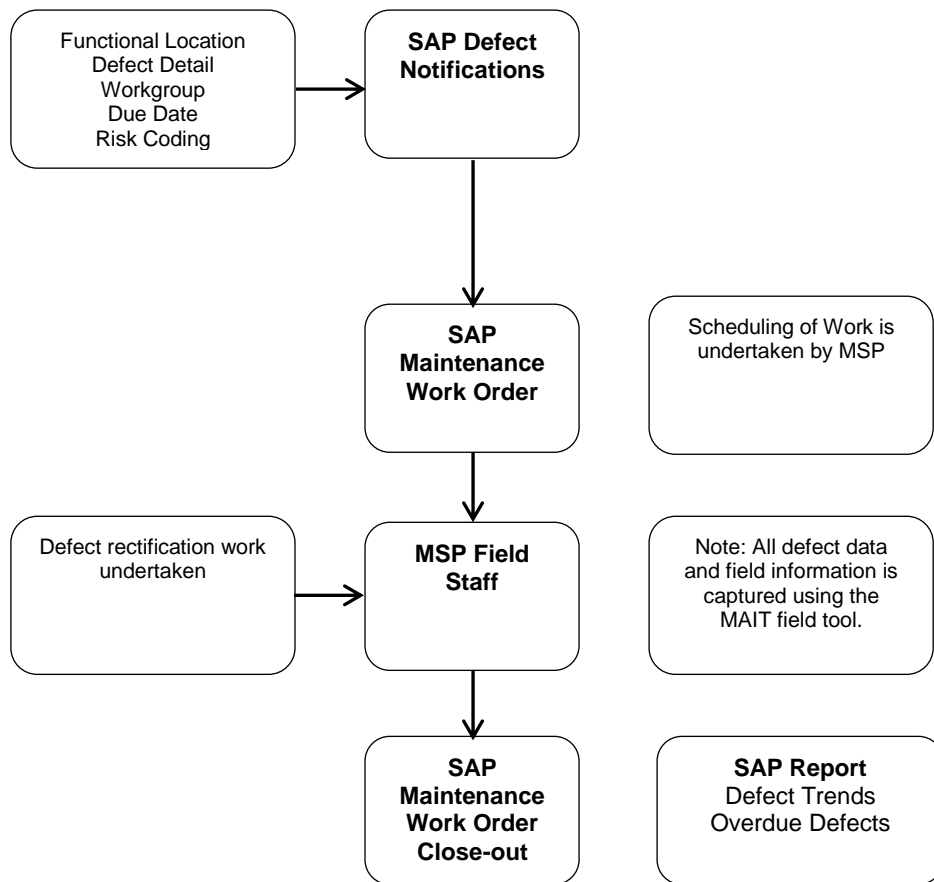 Functional Location
Defect Detail
Workgroup
Due Date
Risk Coding
SAP Defect
Notifications
SAP
Maintenance
Work Order
Scheduling of Work is
undertaken by MSP
Defect rectification work
undertaken
MSP Field
Staff
Note: All defect data
and field information is
captured using the
MAIT field tool.
SAP
Maintenance
Work Order
Close-out
SAP Report
Defect Trends
Overdue Defects